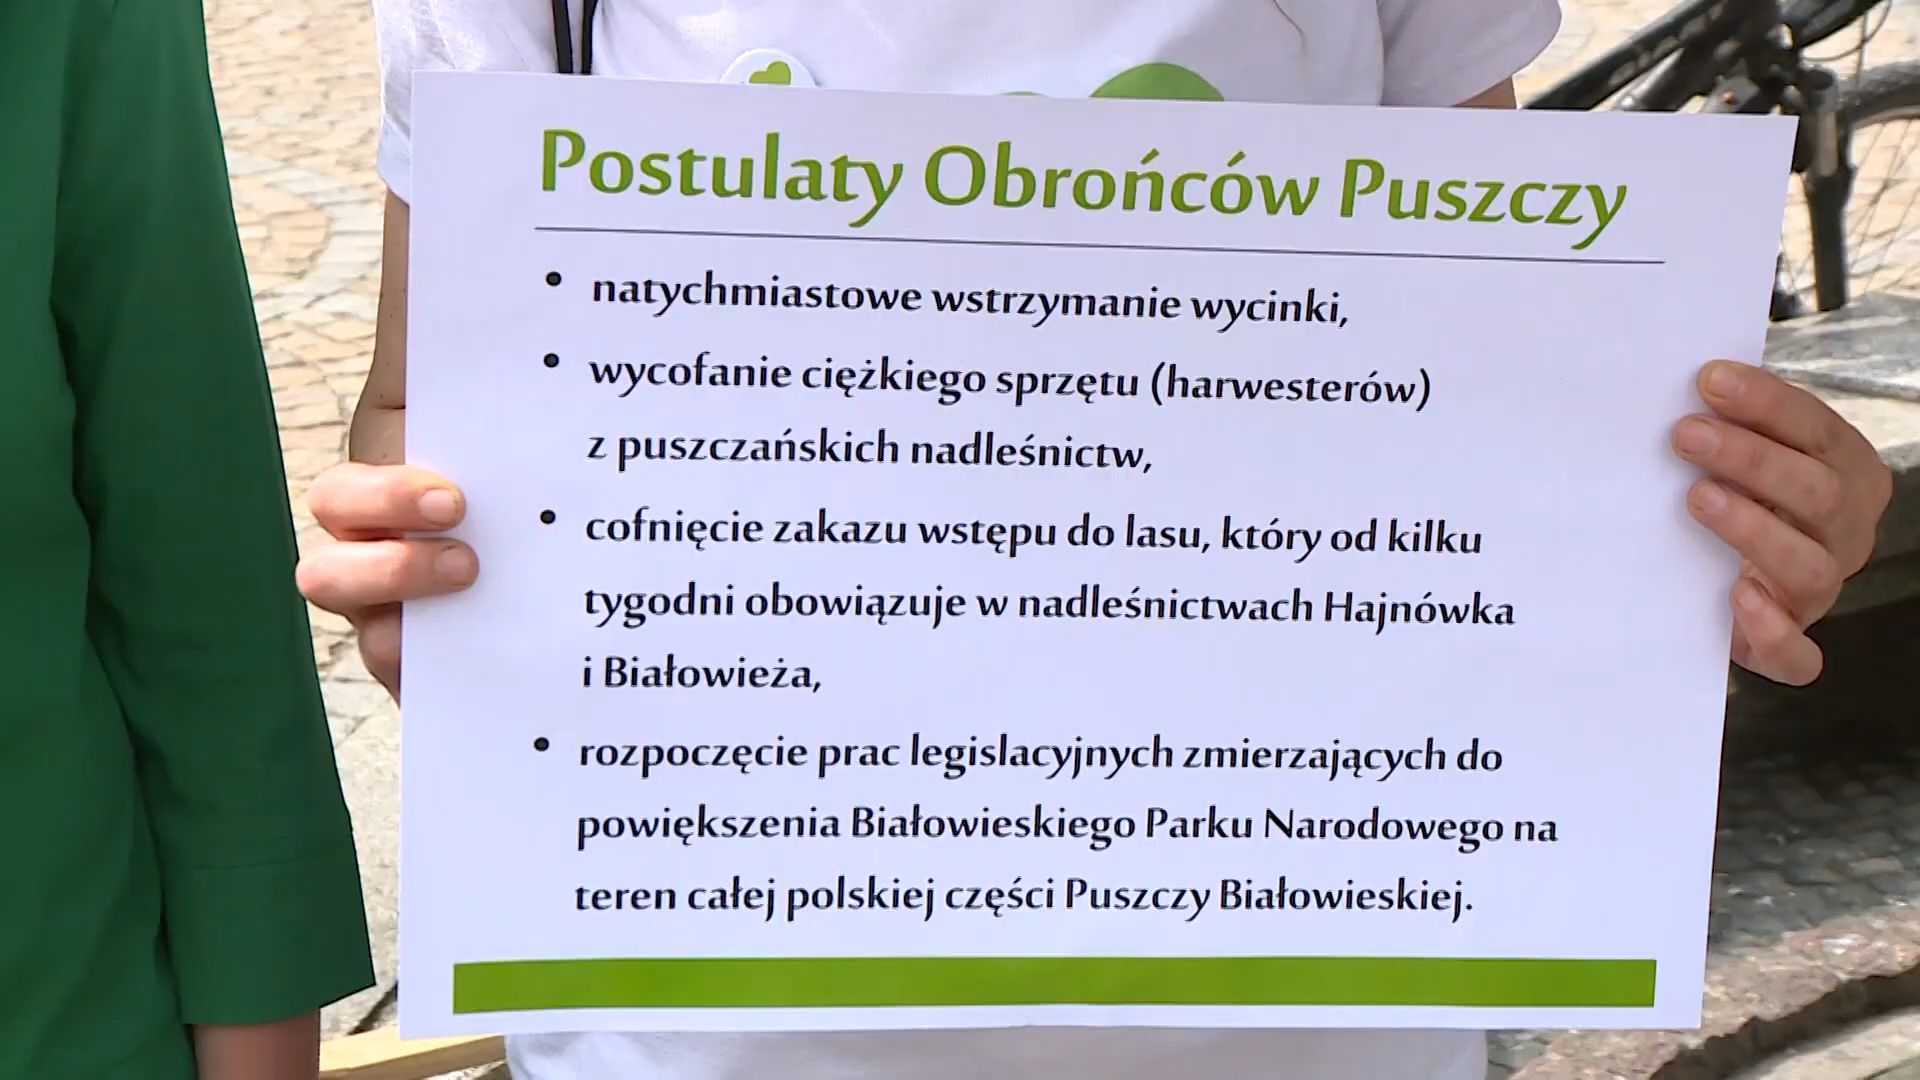 Postulaty Obrońców Puszczy
• natychmiastowe wstrzymanie wycinki,
• wycofanie ciężkiego sprzętu (harwesterów)
z puszczańskich nadleśnictw,
• cofnięcie zakazu wstępu do lasu, który od kilku
tygodni obowiązuje w nadleśnictwach Hajnówka
i Białowieża,
• rozpoczęcie prac legislacyjnych zmierzających do
powiększenia Białowieskiego Parku Narodowego na
teren całej polskiej części Puszczy Białowieskiej.